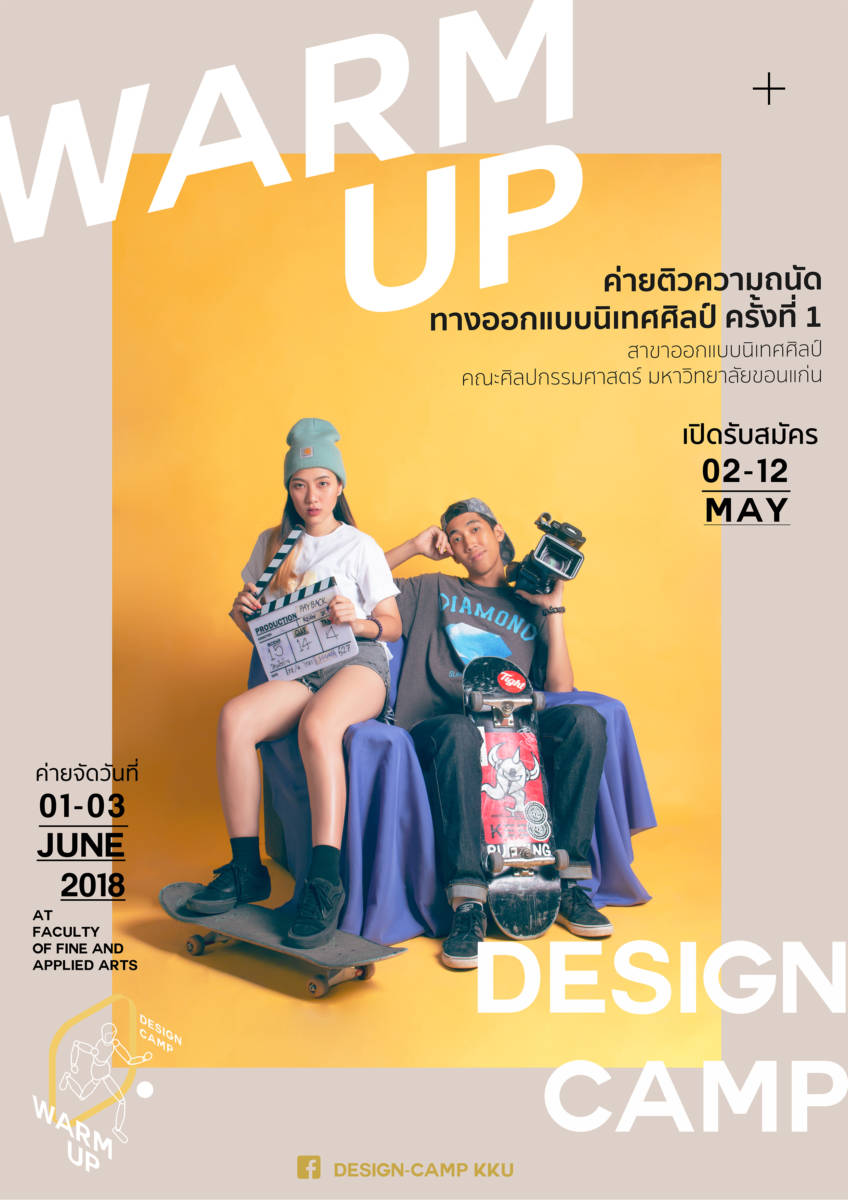 WARM
UP
ค่ายติวความถนัด
ทางออกแบบนิเทศศิลป์ ครั้งที่ 1
สาขาออกแบบนิเทศศิลป์
คณะศิลปกรรมศาสตร์ มหาวิทยาลัยขอนแก่น
เปิดรับสมัคร
02-12
MAY
PAYBACK
PRODUCTION
SCENE
15
14
4
DIAMOND
Tight
ค่ายจัดวันที่
01-03
JUNE
2018
AT
FACULTY
OF FINE AND
APPLIED ARTS
DESIGN
CAMP
DESIGN
CAMP
WARM
UP
DESIGN-CAMP KKU